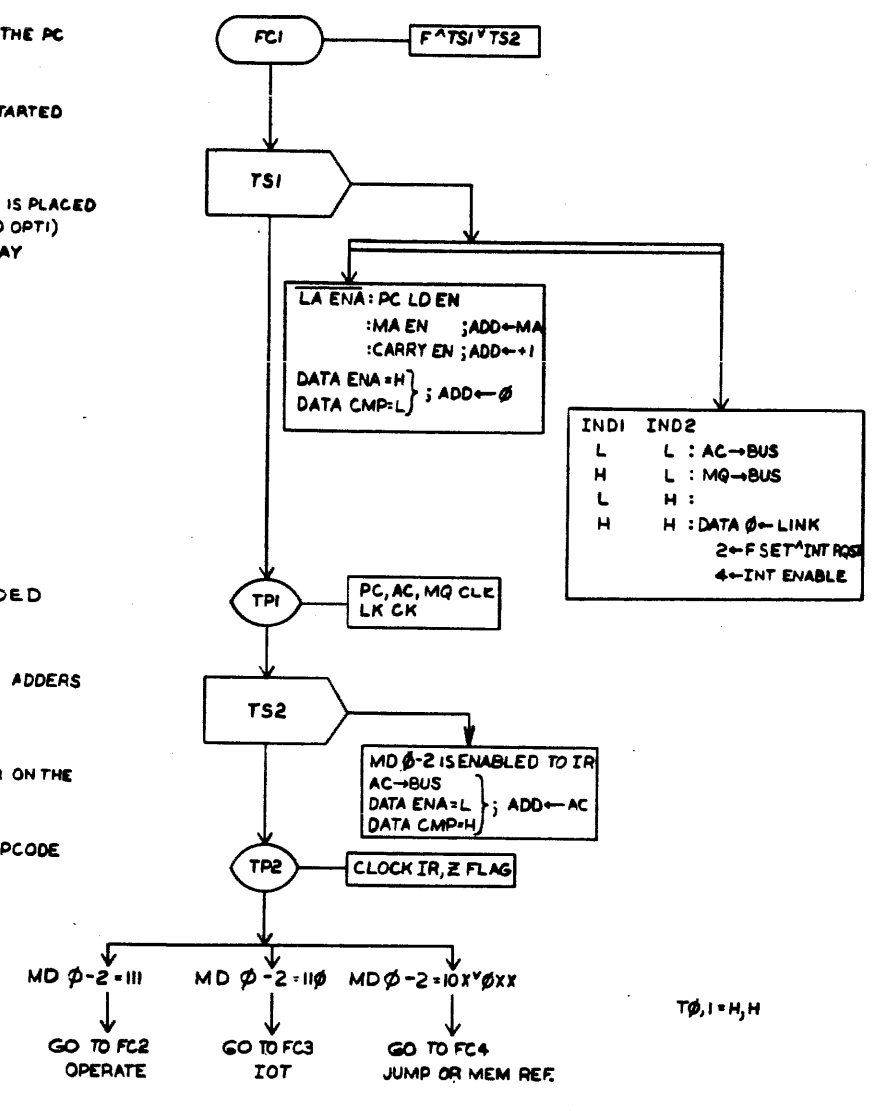 THE PC
FC1
F^TS1vTS2
TARTED
TS1
IS PLACED
OPT1)
AY
LA ENA: PC LD EN
:MA EN ;ADD←MA
:CARRY EN ;ADD←+1
DATA ENA=H
DATA CMP=L } ; ADD←Ø
IND1 IND2
L L : AC→BUS
H L : MQ→BUS
L H :
H H : DATA Ø←LINK
2←F SET^INT RQST
4←INT ENABLE
DED
TP1
PC, AC, MQ CLK
LK CK
ADDERS
TS2
MD Ø-2 IS ENABLED TO IR
AC→BUS
DATA ENA=L } ; ADD←AC
DATA CMP=H
ON THE
PCODE
TP2
CLOCK IR, Z FLAG
MD Ø-2=111 MD Ø-2=11Ø MD Ø-2=10XvØXX
TØ,1=H,H
GO TO FC2 GO TO FC3 GO TO FC4
OPERATE IOT JUMP OR MEM REF.